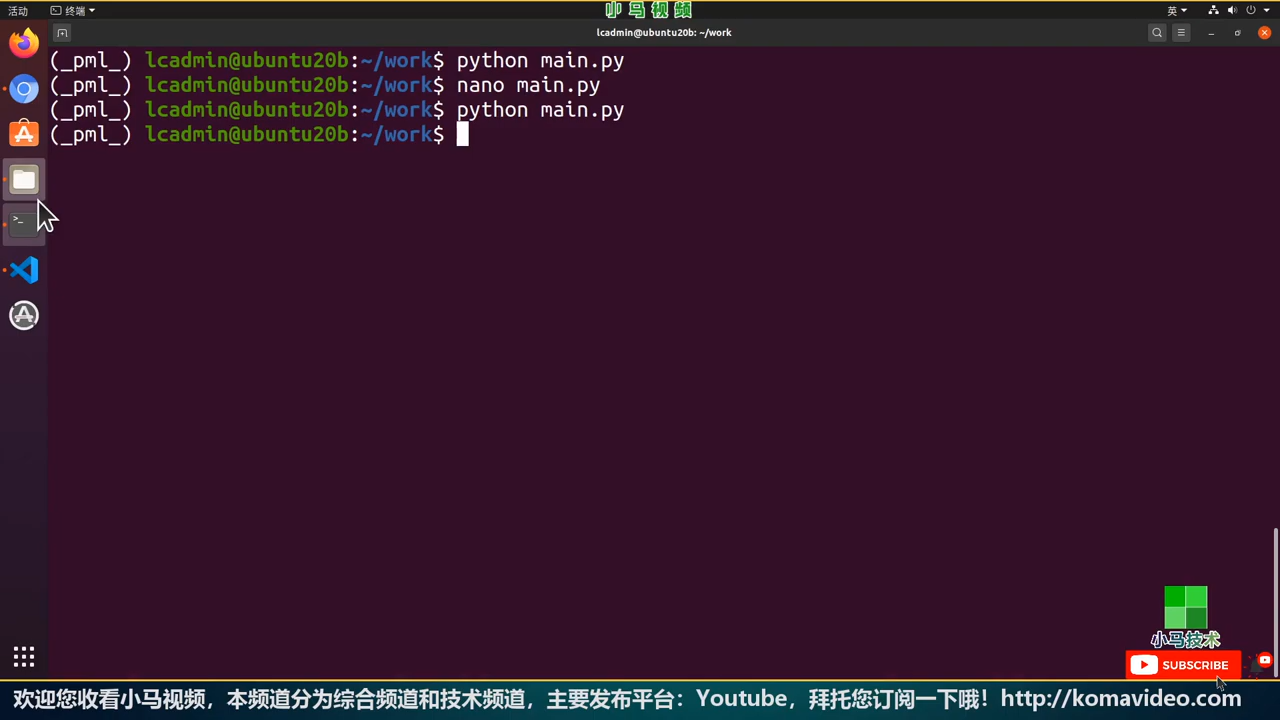 活动
终端
小马视频
英
lcadmin@ubuntu20b: ~/work
(_pml_) lcadmin@ubuntu20b:~/work$ python main.py
(_pml_) lcadmin@ubuntu20b:~/work$ nano main.py
(_pml_) lcadmin@ubuntu20b:~/work$ python main.py
(_pml_) lcadmin@ubuntu20b:~/work$
>_
小马技术
SUBSCRIBE
欢迎您收看小马视频，本频道分为综合频道和技术频道，主要发布平台：Youtube，拜托您订阅一下哦！http://komavideo.com